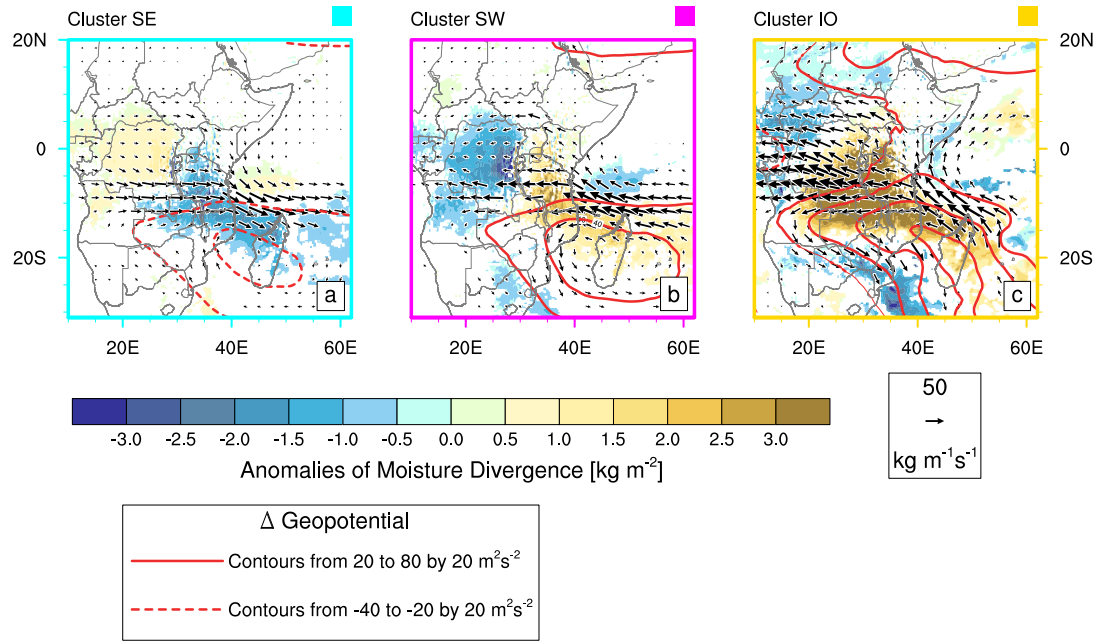 Cluster SE
Cluster SW
Cluster IO
20N
0
20S
20N
0
20S
a
b
c
40
20E
40E
60E
20E
40E
60E
20E
40E
60E
-3.0
-2.5
-2.0
-1.5
-1.0
-0.5
0.0
0.5
1.0
1.5
2.0
2.5
3.0
Anomalies of Moisture Divergence [kg m⁻²]
50
kg m⁻¹s⁻¹
Δ Geopotential
Contours from 20 to 80 by 20 m²s⁻²
Contours from -40 to -20 by 20 m²s⁻²